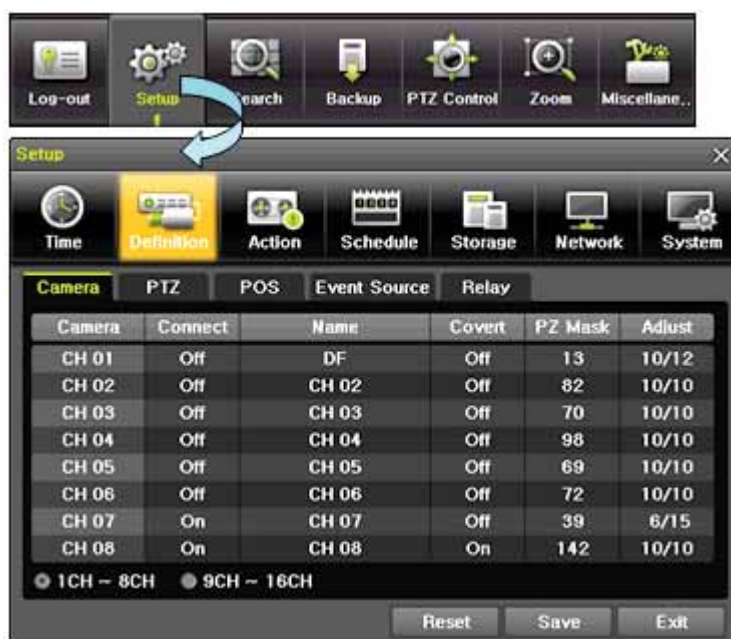 Log-out Setup Search Backup PTZ Control Zoom Miscellane..
Setup
Time Definition Action Schedule Storage Network System
Camera PTZ POS Event Source Relay
Camera Connect Name Covert PZ Mask Adjust
CH 01 Off DF Off 13 10/12
CH 02 Off CH 02 Off 82 10/10
CH 03 Off CH 03 Off 70 10/10
CH 04 Off CH 04 Off 98 10/10
CH 05 Off CH 05 Off 69 10/10
CH 06 Off CH 06 Off 72 10/10
CH 07 On CH 07 Off 39 6/15
CH 08 On CH 08 On 142 10/10
1CH ~ 8CH 9CH ~ 16CH
Reset Save Exit